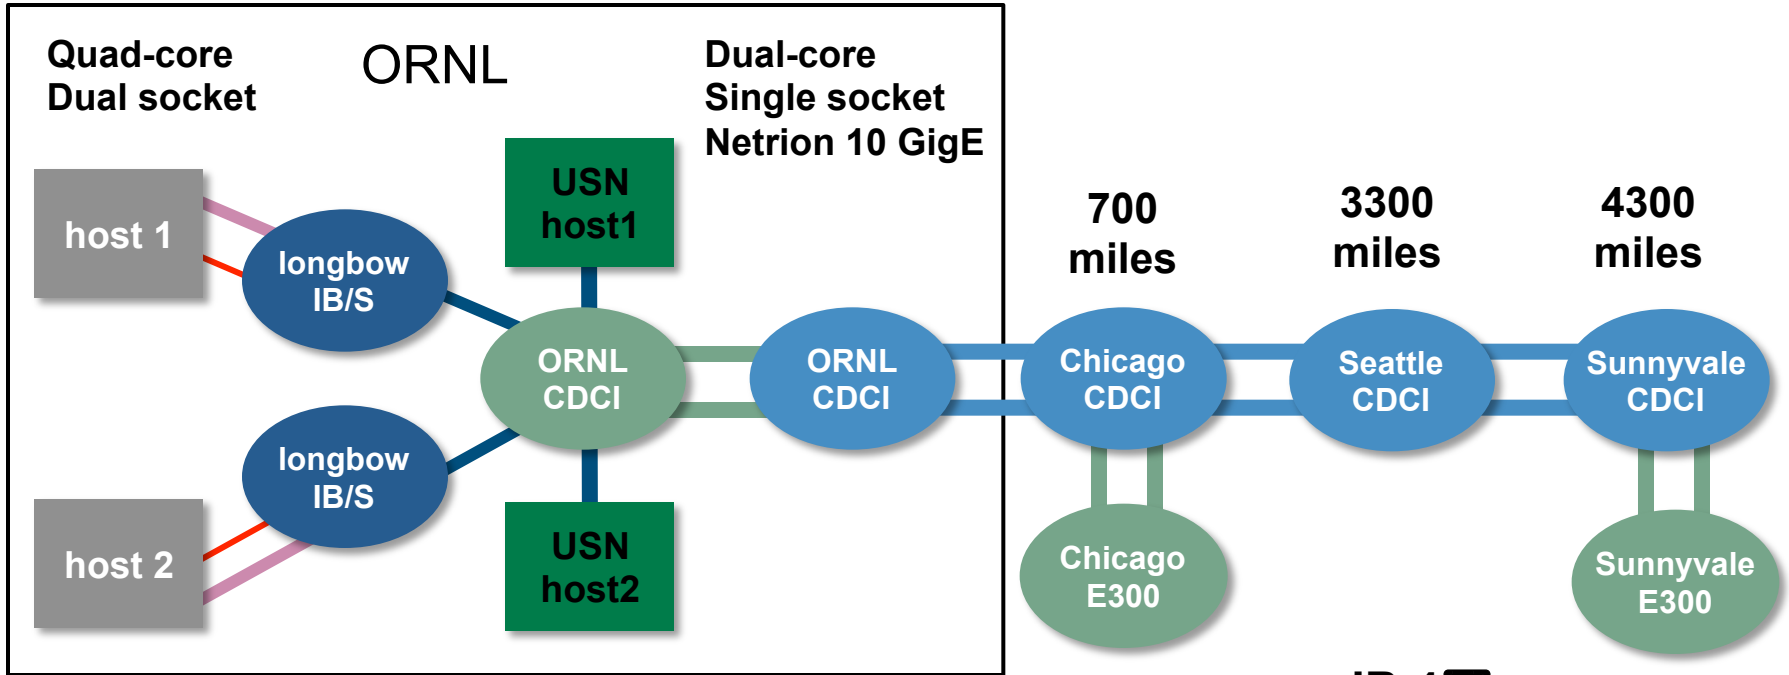 Quad-core
Dual socket
ORNL
Dual-core
Single socket
Netrion 10 GigE
host 1
longbow
IB/S
USN
host1
700
miles
3300
miles
4300
miles
ORNL
CDCI
ORNL
CDCI
Chicago
CDCI
Seattle
CDCI
Sunnyvale
CDCI
longbow
IB/S
host 2
USN
host2
Chicago
E300
Sunnyvale
E300